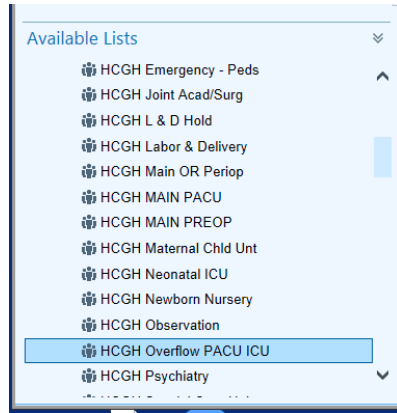 Available Lists
HCGH Emergency - Peds
HCGH Joint Acad/Surg
HCGH L & D Hold
HCGH Labor & Delivery
HCGH Main OR Periop
HCGH MAIN PACU
HCGH MAIN PREOP
HCGH Maternal Chld Unt
HCGH Neonatal ICU
HCGH Newborn Nursery
HCGH Observation
HCGH Overflow PACU ICU
HCGH Psychiatry